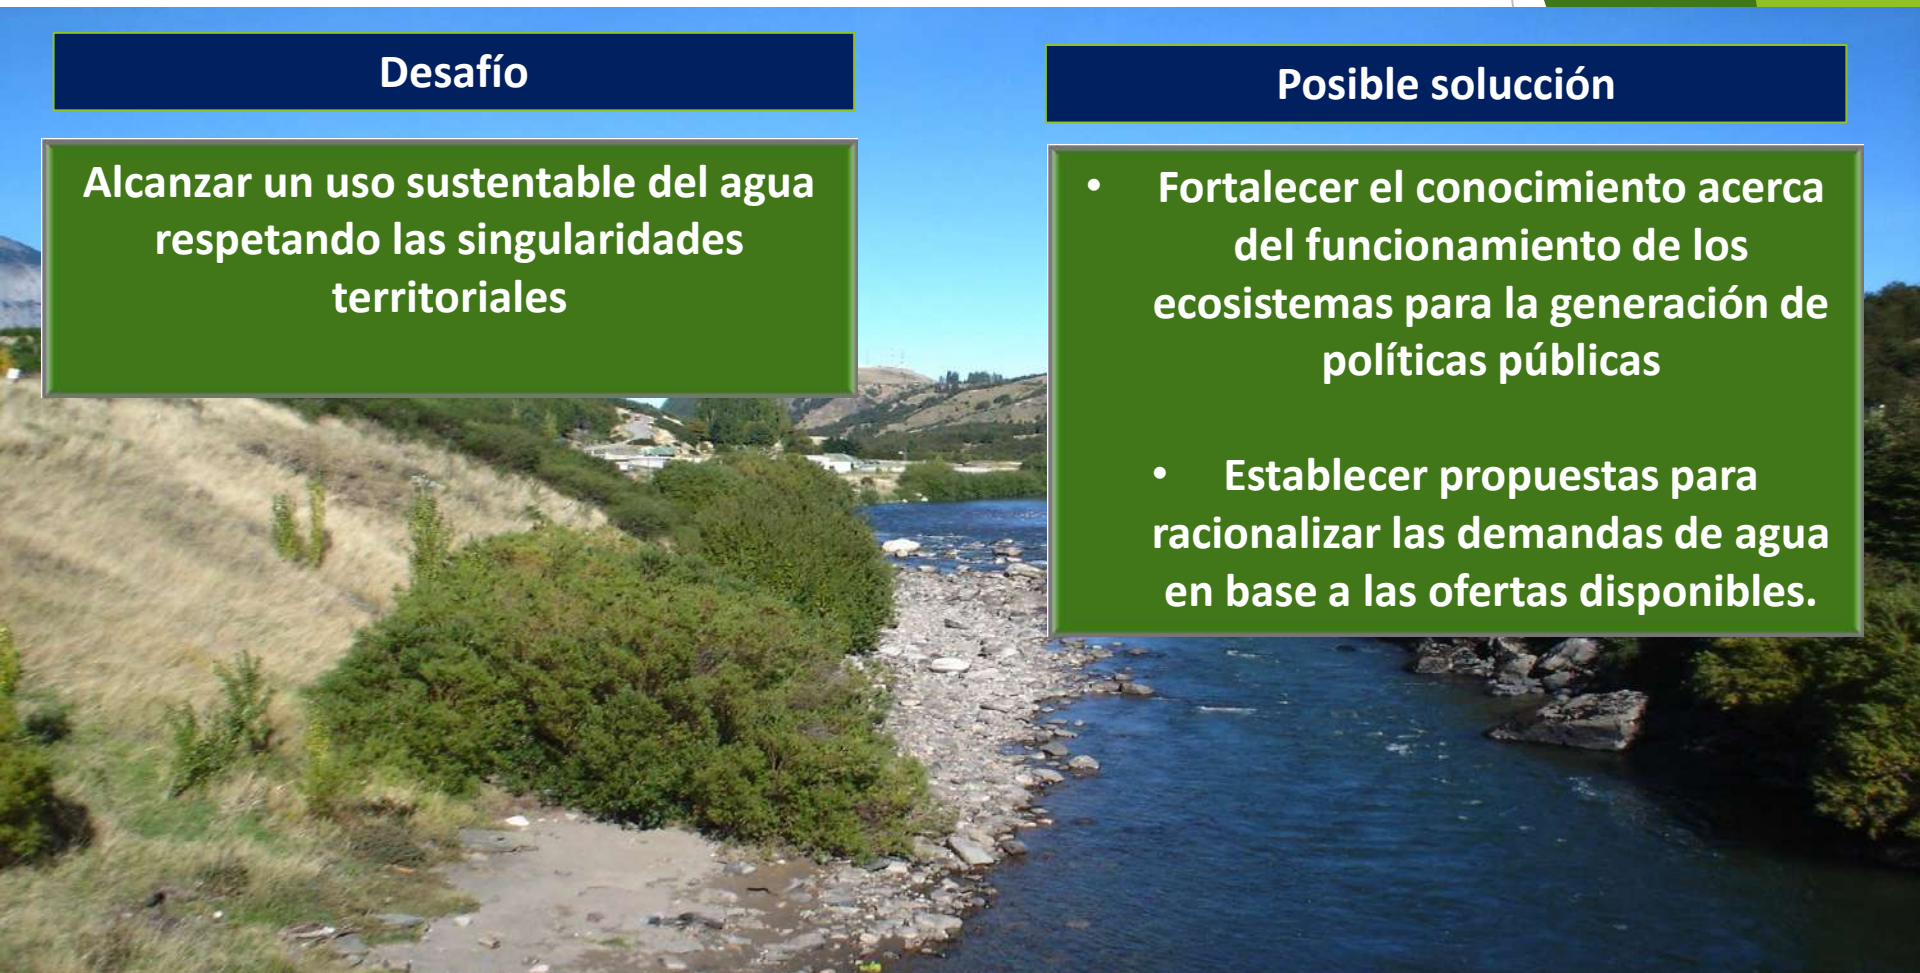 Desafío
Alcanzar un uso sustentable del agua
respetando las singularidades
territoriales
Posible solucción
• Fortalecer el conocimiento acerca
del funcionamiento de los
ecosistemas para la generación de
políticas públicas
• Establecer propuestas para
racionalizar las demandas de agua
en base a las ofertas disponibles.